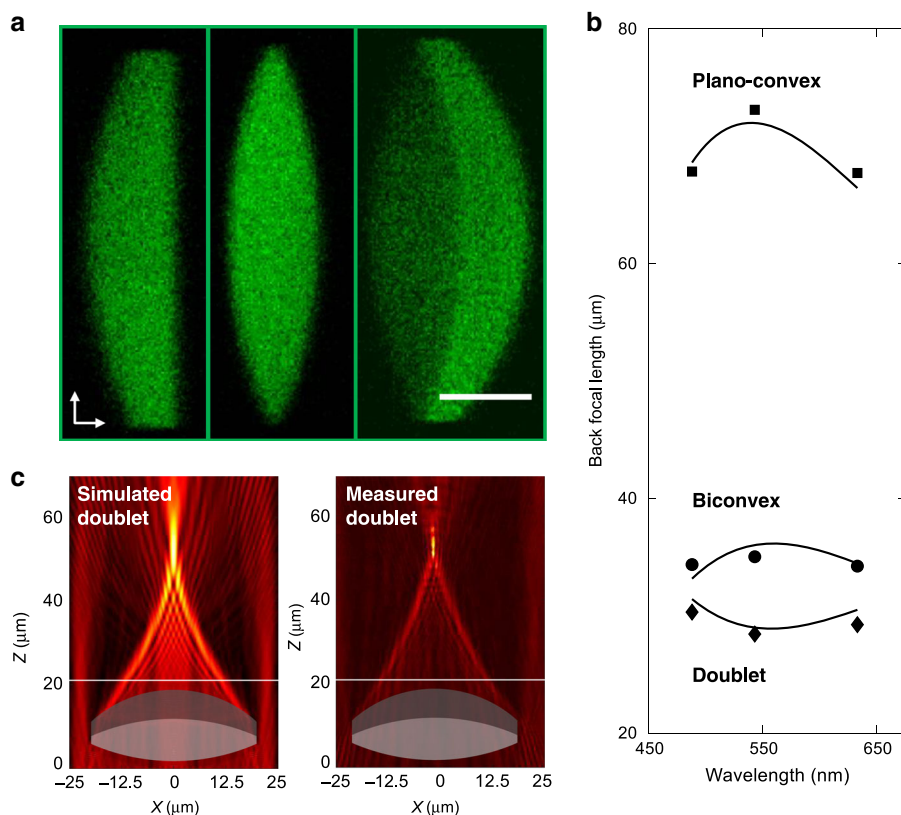 a
b
80
Plano-convex
60
Back focal length (μm)
40
Biconvex
Doublet
20
450
550
650
Wavelength (nm)
c
Simulated
doublet
60
40
Z (μm)
20
0
−25
−12.5
0
12.5
25
X (μm)
Measured
doublet
60
40
Z (μm)
20
0
−25
−12.5
0
12.5
25
X (μm)